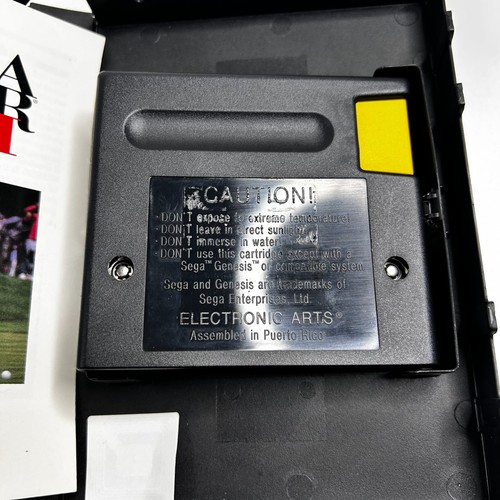 A
R
CAUTION!
- DON'T expose to extreme temperatures
- DON'T leave in direct sunlight
- DON'T immerse in water
- DON'T use this cartridge except with a
Sega™ Genesis™ or compatible system
Sega and Genesis are trademarks of
Sega Enterprises, Ltd.
ELECTRONIC ARTS®
Assembled in Puerto Rico